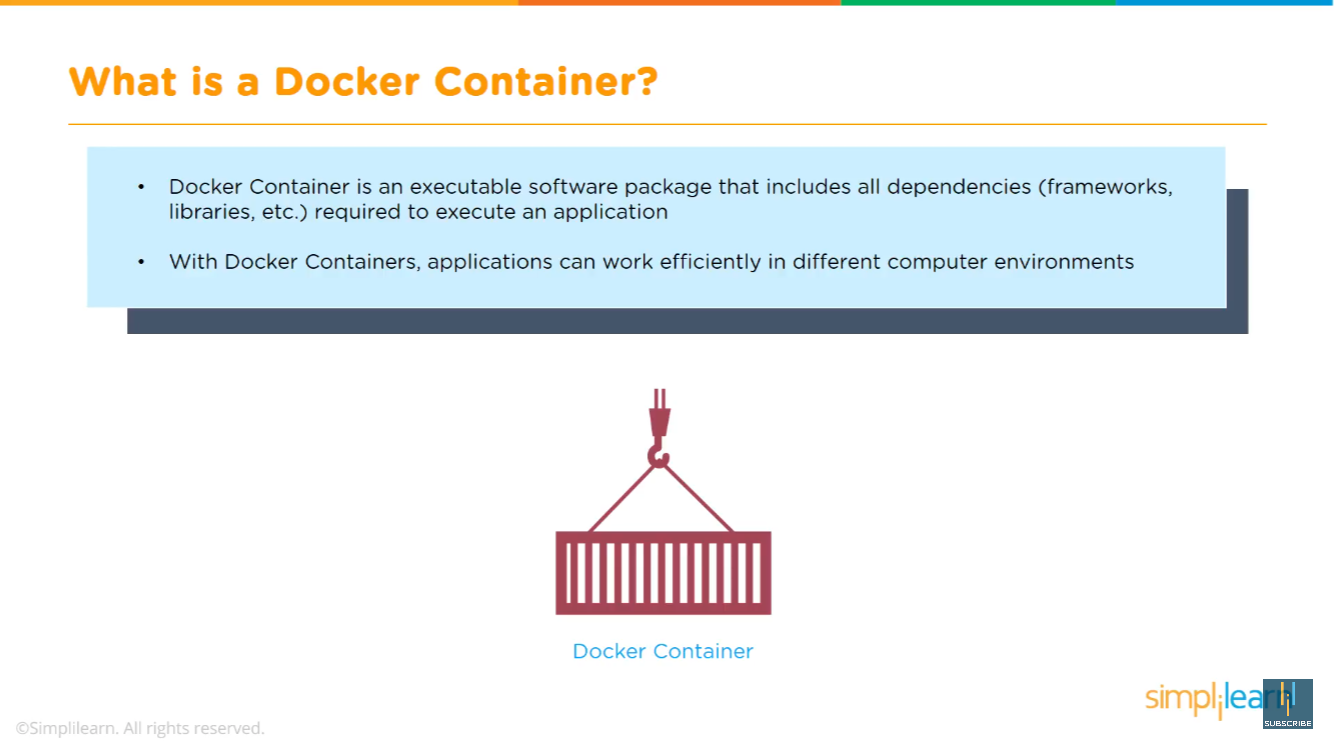 What is a Docker Container?
• Docker Container is an executable software package that includes all dependencies (frameworks,
libraries, etc.) required to execute an application
• With Docker Containers, applications can work efficiently in different computer environments
Docker Container
simplilearn
SUBSCRIBE
©Simplilearn. All rights reserved.